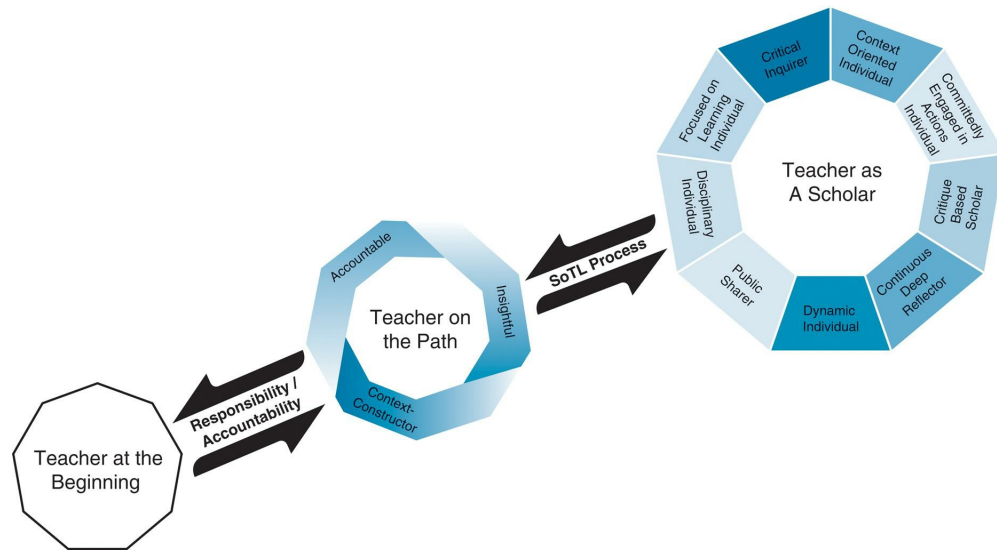 Critical
Inquirer
Context
Oriented Individual
Committedly
Engaged in
Actions
Individual
Critique
Based
Scholar
Continuous
Deep
Reflector
Dynamic
Individual
Public
Sharer
Disciplinary
Individual
Focused on
Learning
Individual
Teacher as
A Scholar
SoTL Process
Accountable
Insightful
Context-
Constructor
Teacher on
the Path
Responsibility /
Accountability
Teacher at the
Beginning